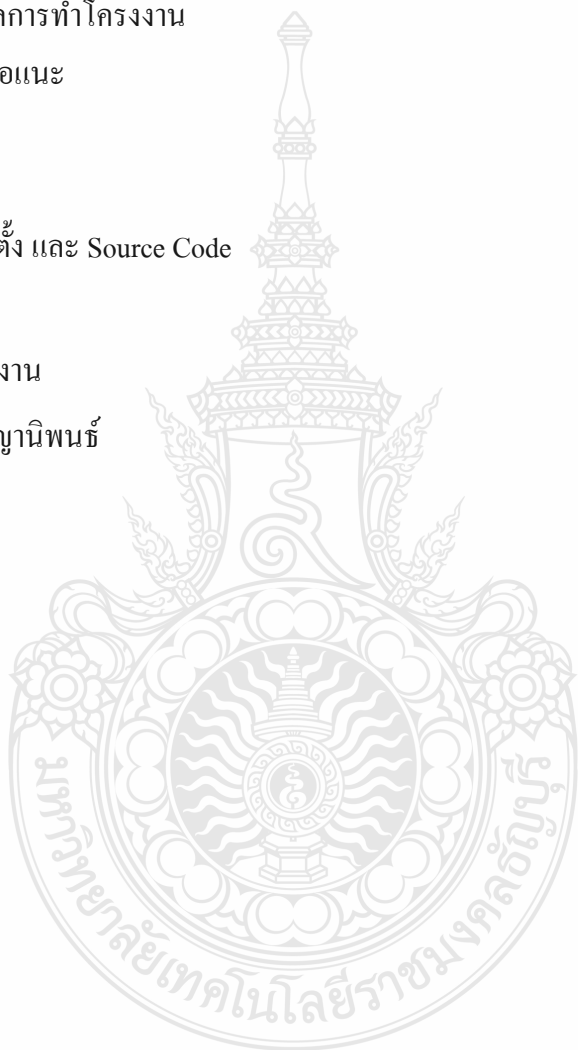 ลการทำโครงงาน
อแนะ
ตั้ง และ Source Code
งาน
ญานิพนธ์
มหาวิทยาลัยเทคโนโลยีราชมงคลธัญบุรี